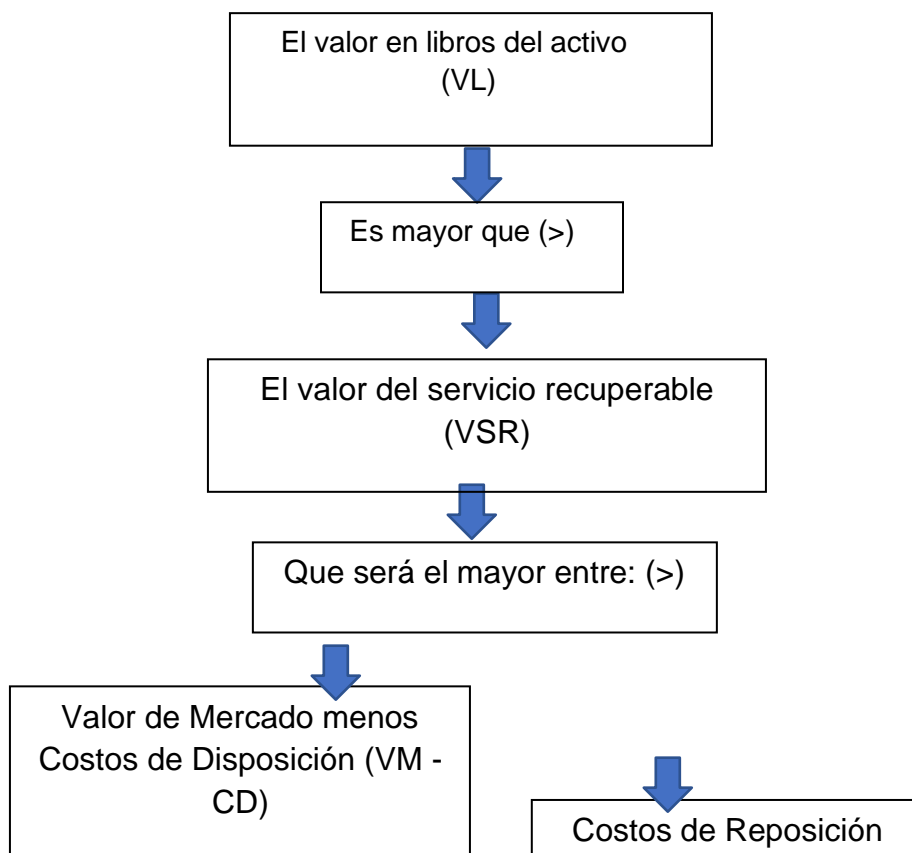 El valor en libros del activo
(VL)
Es mayor que (>)
El valor del servicio recuperable
(VSR)
Que será el mayor entre: (>)
Valor de Mercado menos
Costos de Disposición (VM -
CD)
Costos de Reposición